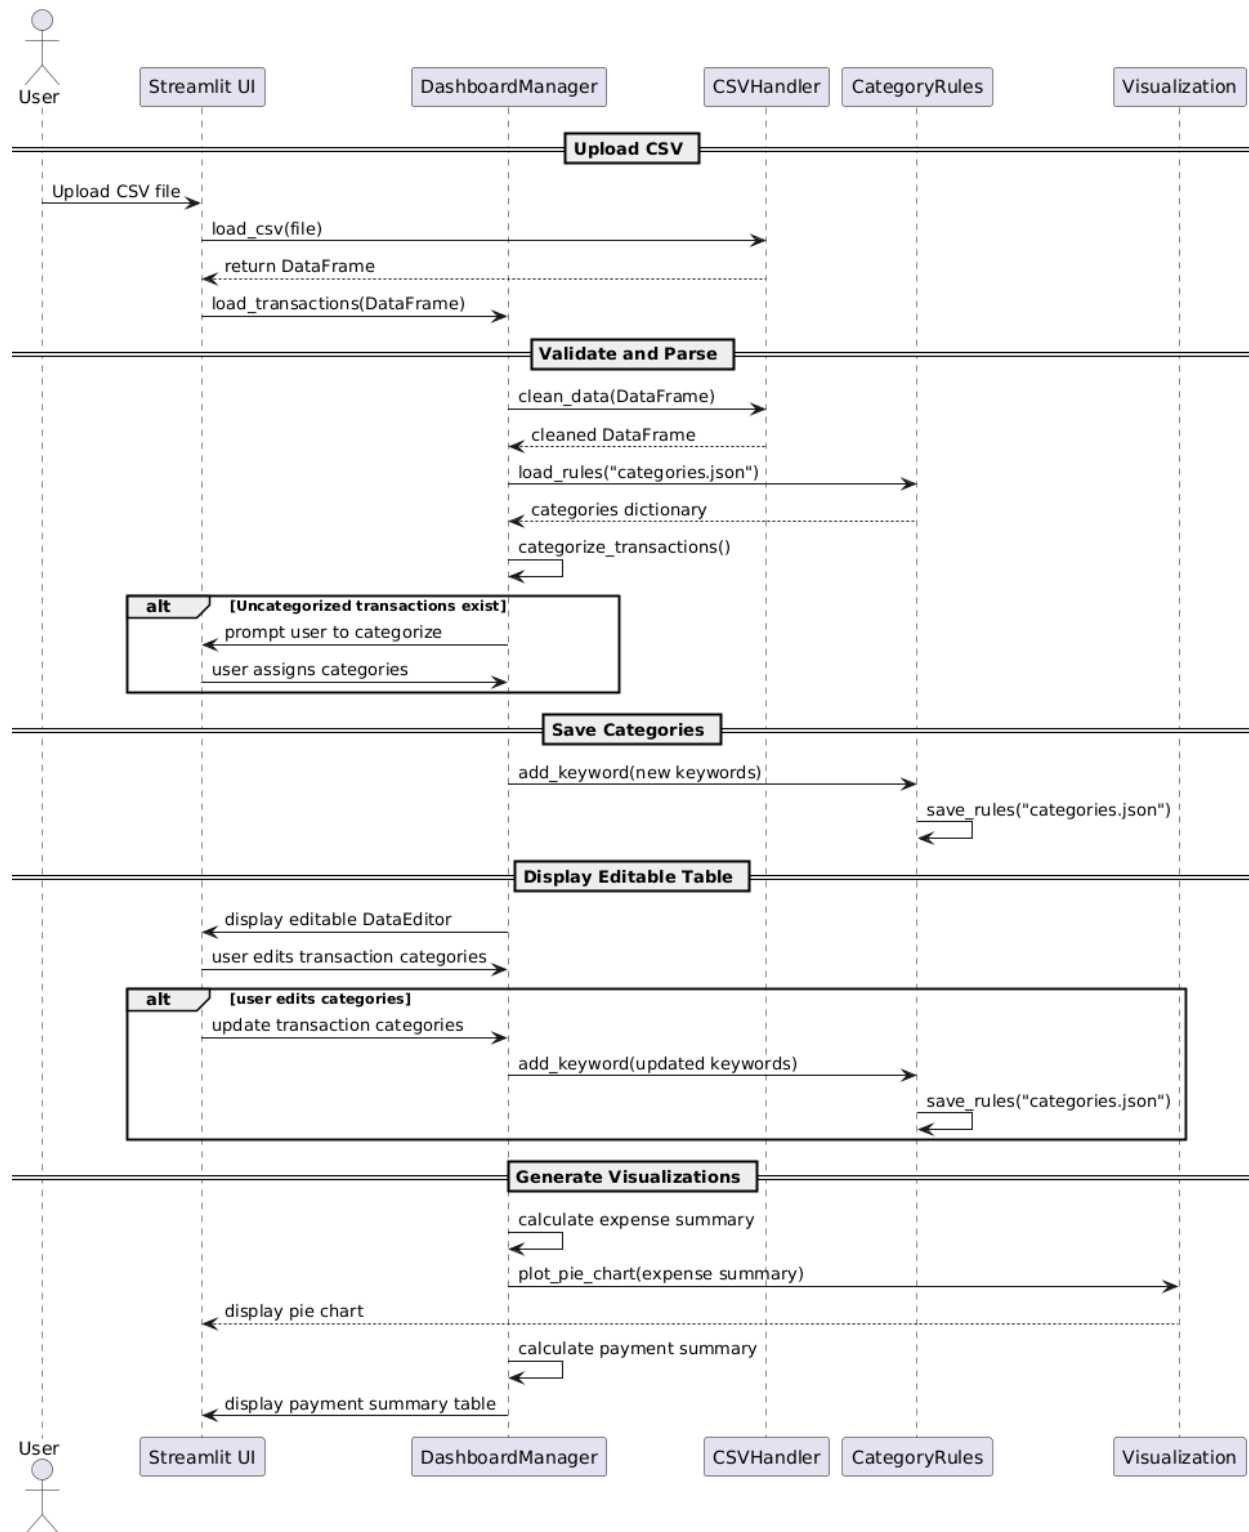 User
Streamlit UI
DashboardManager
CSVHandler
CategoryRules
Visualization
Upload CSV
Upload CSV file
load_csv(file)
return DataFrame
load_transactions(DataFrame)
Validate and Parse
clean_data(DataFrame)
cleaned DataFrame
load_rules("categories.json")
categories dictionary
categorize_transactions()
alt [Uncategorized transactions exist]
prompt user to categorize
user assigns categories
Save Categories
add_keyword(new keywords)
save_rules("categories.json")
Display Editable Table
display editable DataEditor
user edits transaction categories
alt [user edits categories]
update transaction categories
add_keyword(updated keywords)
save_rules("categories.json")
Generate Visualizations
calculate expense summary
plot_pie_chart(expense summary)
display pie chart
calculate payment summary
display payment summary table
User
Streamlit UI
DashboardManager
CSVHandler
CategoryRules
Visualization